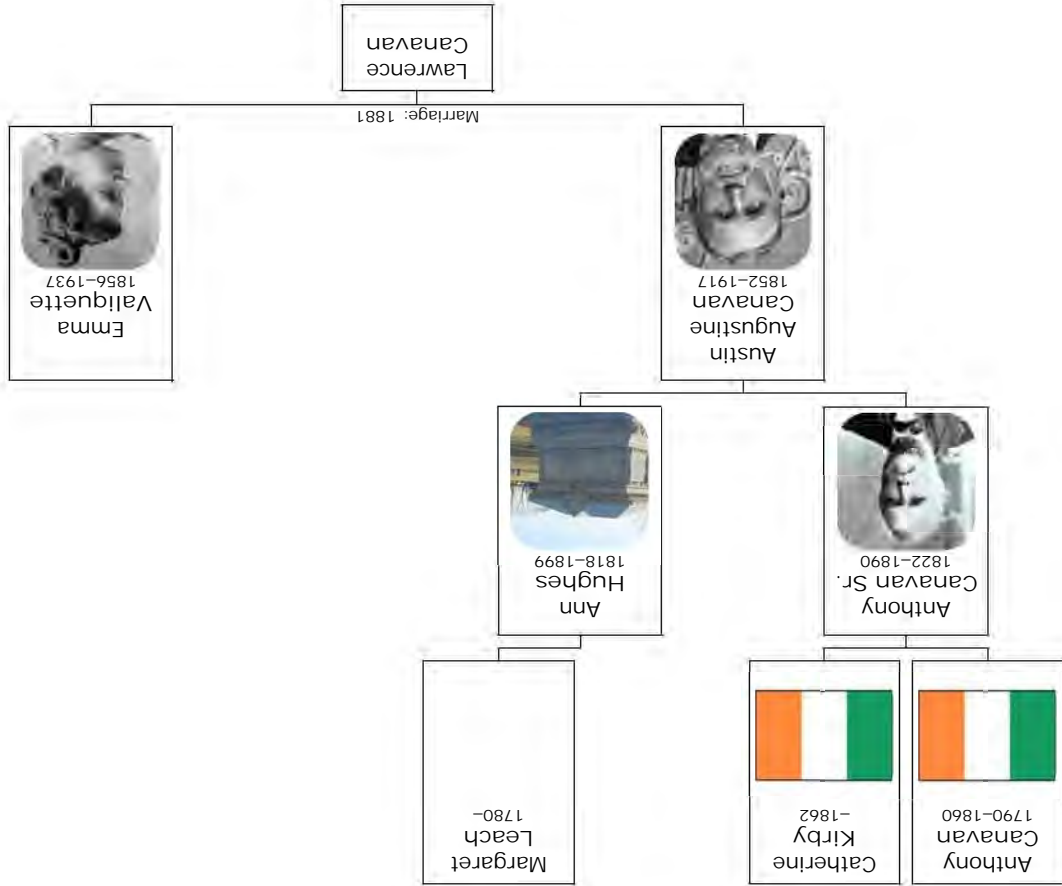 Anthony
Canavan
1790–1860
Catherine
Kirby
–1862
Margaret
Leach
1780–
Anthony
Canavan Sr.
1822–1890
Ann
Hughes
1818–1899
Austin
Augustine
Canavan
1852–1917
Emma
Valiquette
1856–1937
Marriage: 1881
Lawrence
Canavan